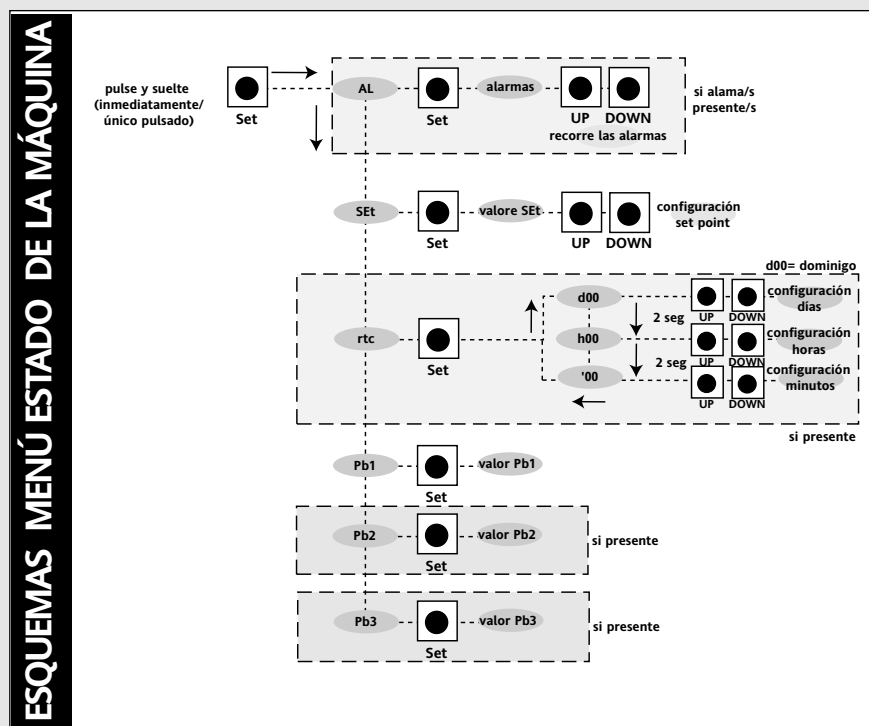 ESQUEMAS MENÚ ESTADO DE LA MÁQUINA
pulse y suelte
(inmediatamente/
único pulsado)
Set
AL
Set
alarmas
UP DOWN
recorre las alarmas
si alama/s
presente/s
SEt
Set
valore SEt
UP DOWN
configuración
set point
d00= dominigo
rtc
Set
d00
2 seg
UP DOWN
configuración
días
h00
2 seg
UP DOWN
configuración
horas
'00
UP DOWN
configuración
minutos
si presente
Pb1
Set
valor Pb1
Pb2
Set
valor Pb2
si presente
Pb3
Set
valor Pb3
si presente